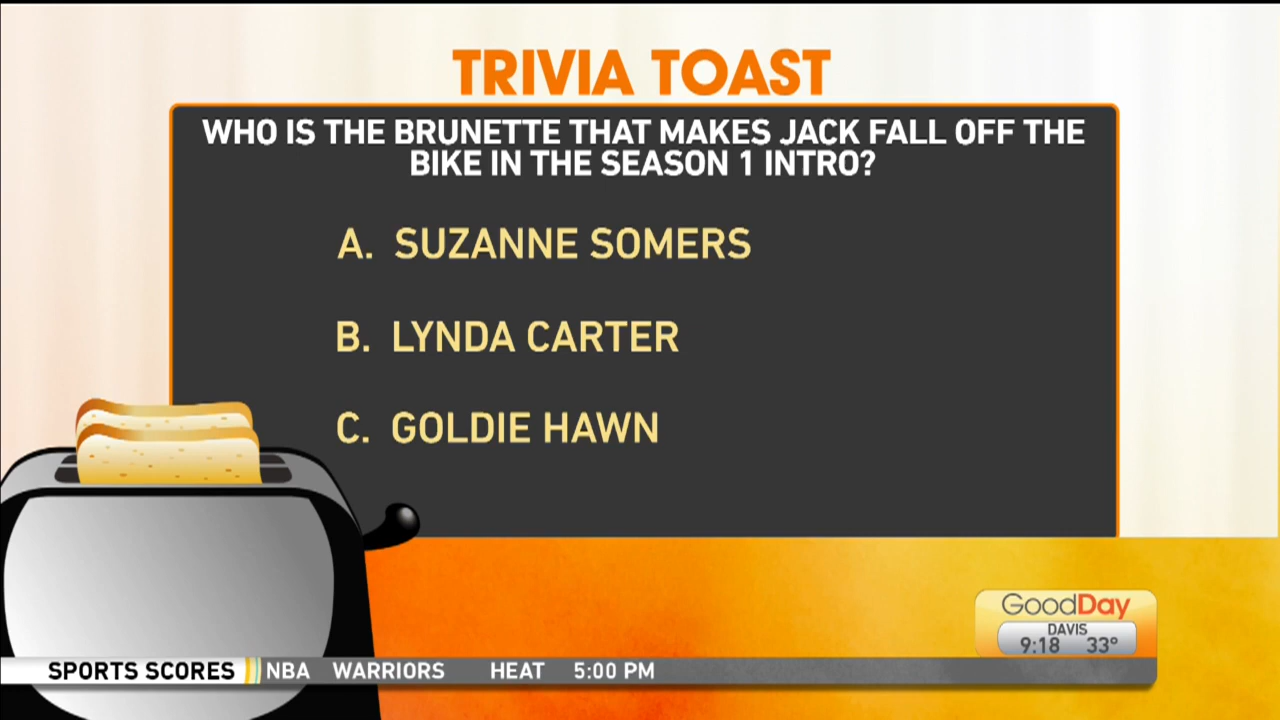 TRIVIA TOAST
WHO IS THE BRUNETTE THAT MAKES JACK FALL OFF THE
BIKE IN THE SEASON 1 INTRO?
A. SUZANNE SOMERS
B. LYNDA CARTER
C. GOLDIE HAWN
GoodDay
DAVIS
9:18 33°
SPORTS SCORES NBA WARRIORS HEAT 5:00 PM